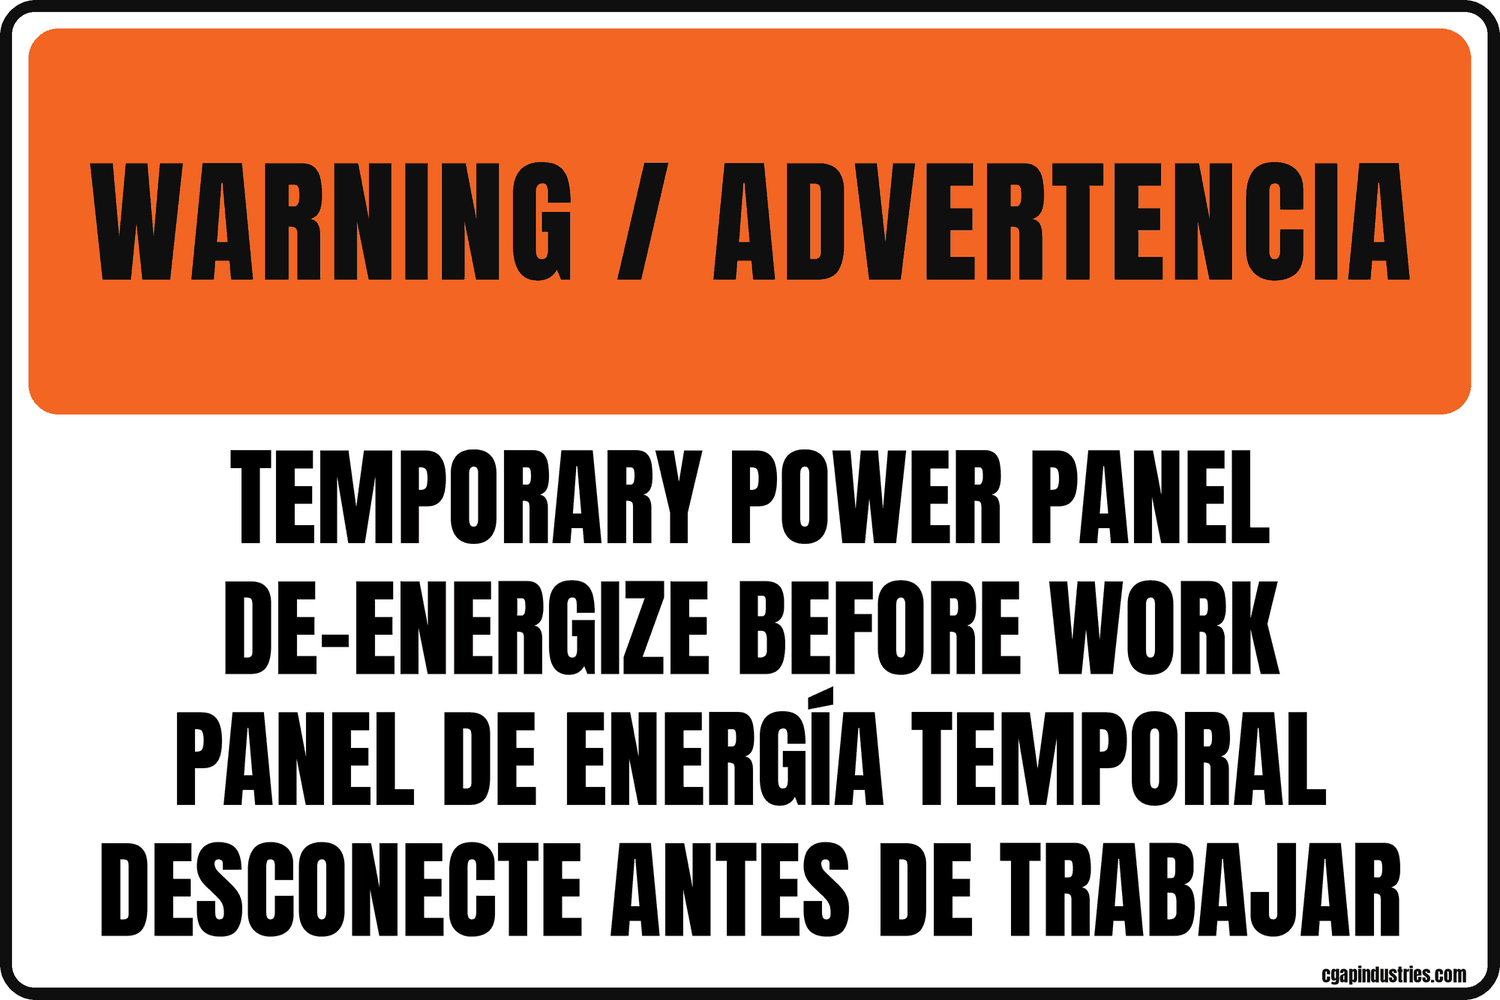 WARNING / ADVERTENCIA
TEMPORARY POWER PANEL
DE-ENERGIZE BEFORE WORK
PANEL DE ENERGÍA TEMPORAL
DESCONECTE ANTES DE TRABAJAR
cgapindustries.com